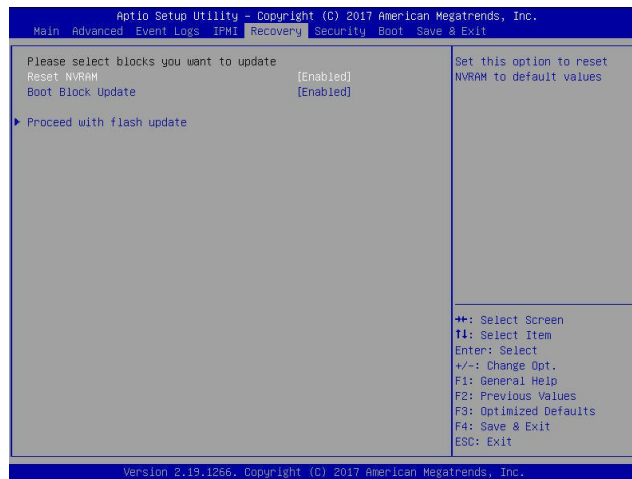 Aptio Setup Utility – Copyright (C) 2017 American Megatrends, Inc.
Main Advanced Event Logs IPMI Recovery Security Boot Save & Exit
Please select blocks you want to update
Reset NVRAM [Enabled]
Boot Block Update [Enabled]
▶ Proceed with flash update
Set this option to reset
NVRAM to default values
→←: Select Screen
↑↓: Select Item
Enter: Select
+/-: Change Opt.
F1: General Help
F2: Previous Values
F3: Optimized Defaults
F4: Save & Exit
ESC: Exit
Version 2.19.1266. Copyright (C) 2017 American Megatrends, Inc.